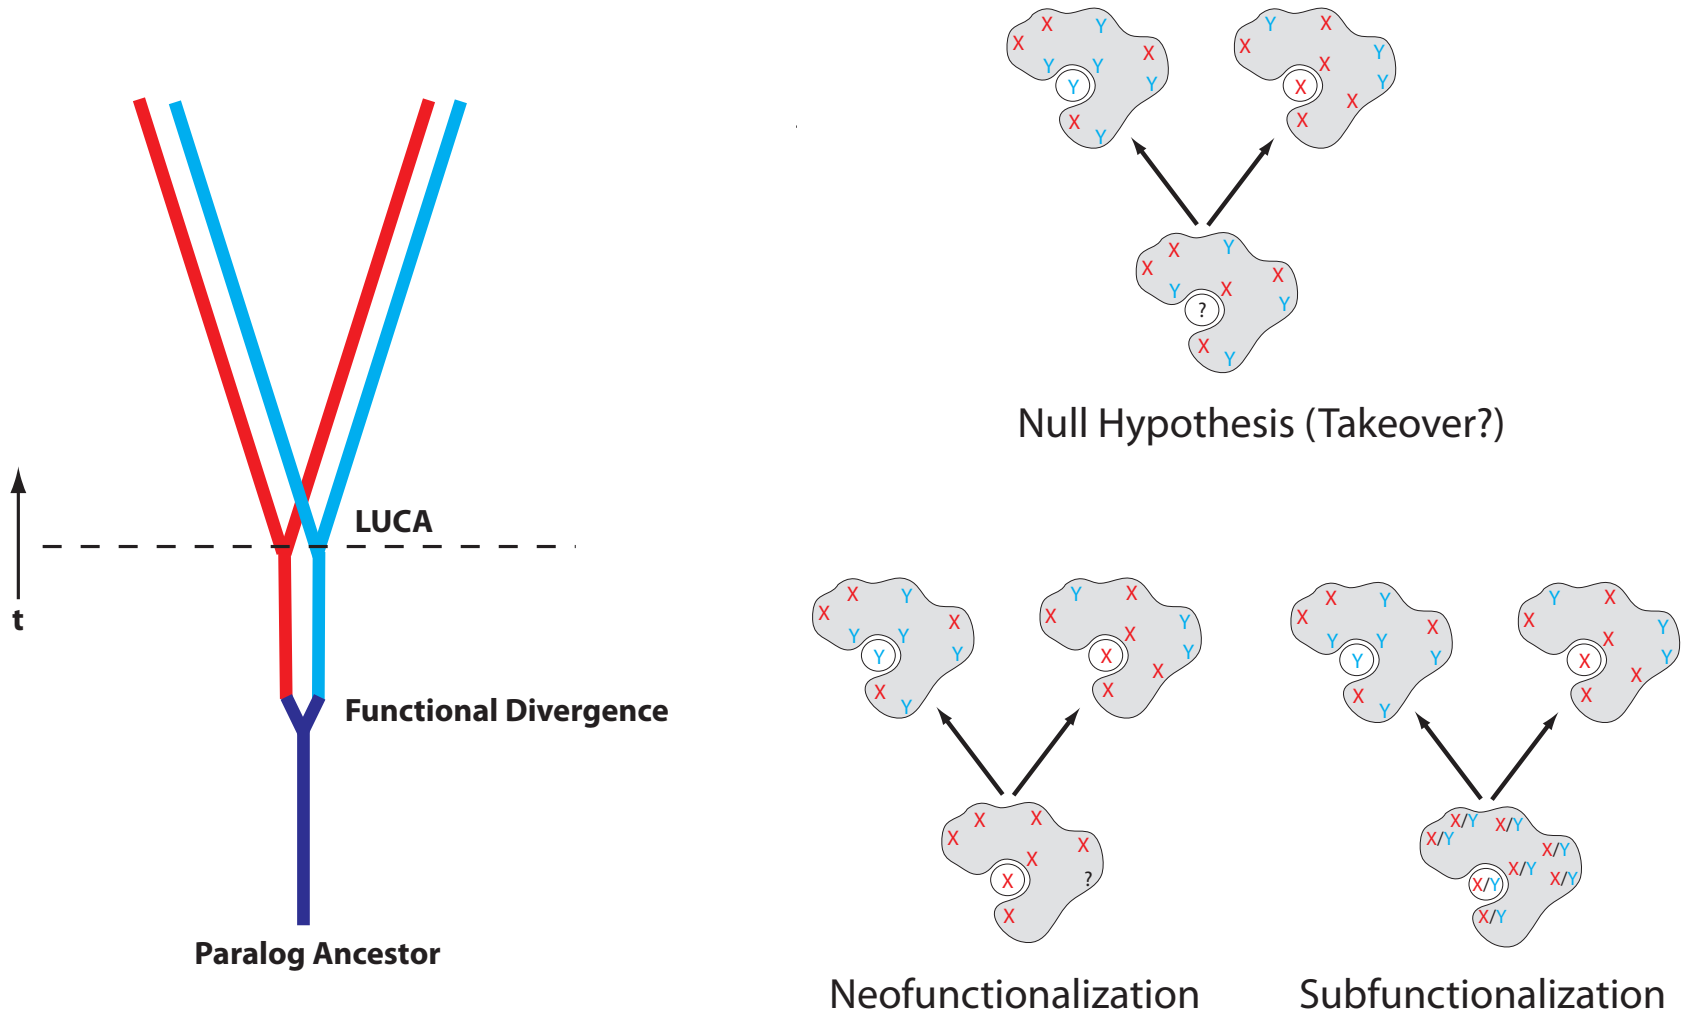 LUCA
t
Functional Divergence
Paralog Ancestor
X Y
X X
Y Y
Y Y
X Y
Y X
X Y
X
X Y
X X
X Y
X X
Y X
? Y
X Y
Null Hypothesis (Takeover?)
X Y
X X
Y Y
Y Y
X Y
Y X
X Y
X
X Y
X X
X X
X X
X
X ?
X
Neofunctionalization
X Y
X X
Y Y
Y Y
X Y
Y X
X Y
X
X Y
X X
X/Y X/Y
X/Y X/Y
X/Y
X/Y X/Y
X/Y
Subfunctionalization